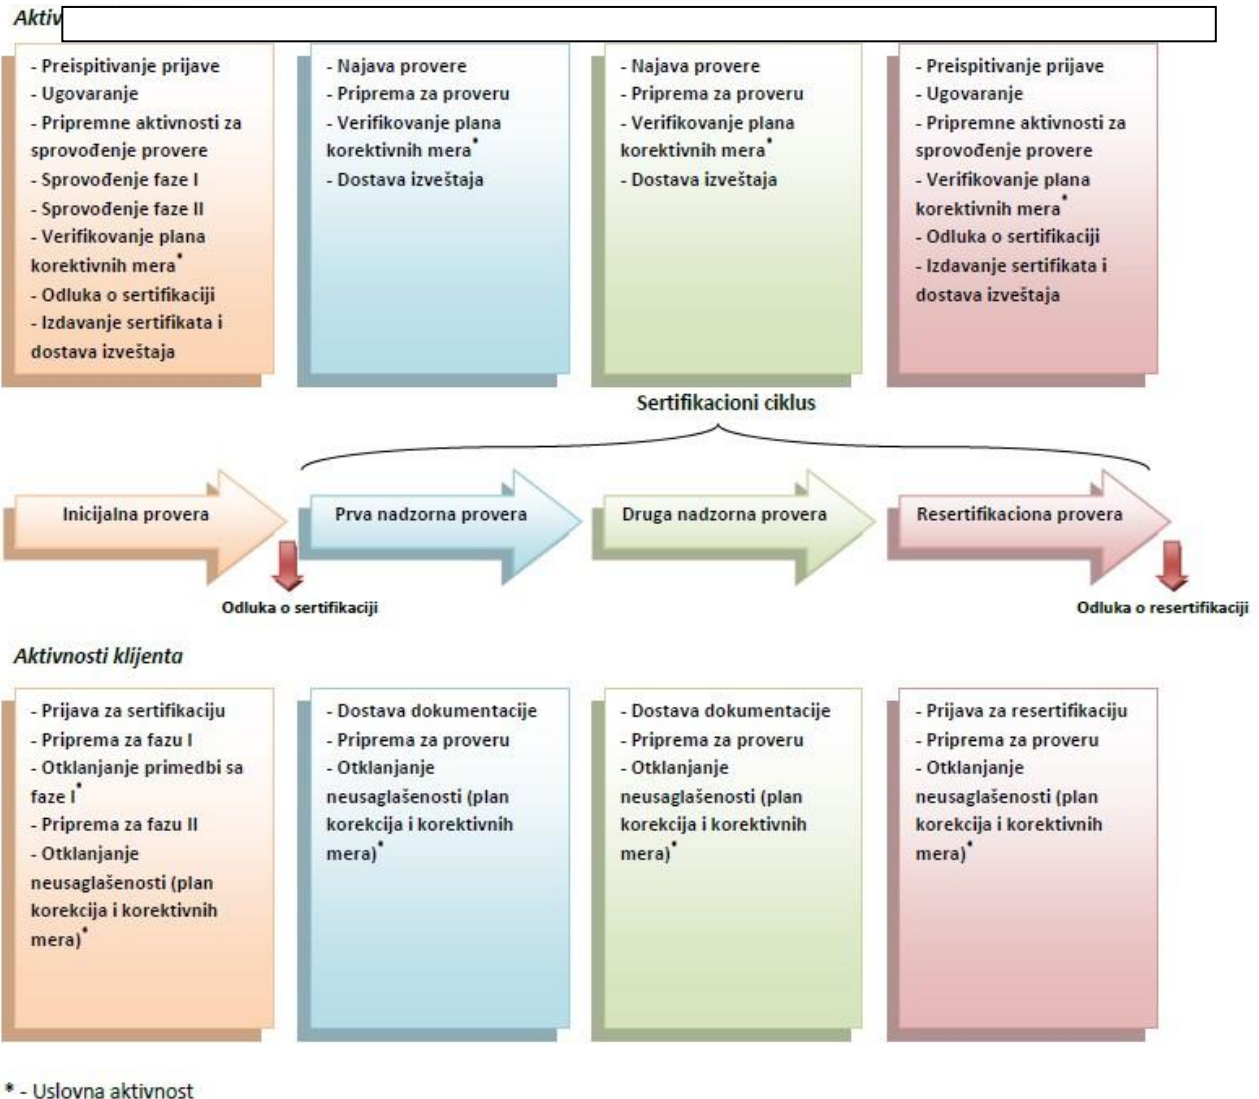 - Preispitivanje prijave
- Ugovaranje
- Pripremne aktivnosti za
sprovođenje provere
- Sprovođenje faze I
- Sprovođenje faze II
- Verifikovanje plana
korektivnih mera*
- Odluka o sertifikaciji
- Izdavanje sertifikata i
dostava izveštaja
- Najava provere
- Priprema za proveru
- Verifikovanje plana
korektivnih mera*
- Dostava izveštaja
- Najava provere
- Priprema za proveru
- Verifikovanje plana
korektivnih mera*
- Dostava izveštaja
- Preispitivanje prijave
- Ugovaranje
- Pripremne aktivnosti za
sprovođenje provere
- Verifikovanje plana
korektivnih mera*
- Odluka o sertifikaciji
- Izdavanje sertifikata i
dostava izveštaja
Sertifikacioni ciklus
Inicijalna provera
Prva nadzorna provera
Druga nadzorna provera
Resertifikaciona provera
Odluka o sertifikaciji
Odluka o resertifikaciji
Aktivnosti klijenta
- Prijava za sertifikaciju
- Priprema za fazu I
- Otklanjanje primedbi sa
faze I*
- Priprema za fazu II
- Otklanjanje
neusaglašenosti (plan
korekcija i korektivnih
mera)*
- Dostava dokumentacije
- Priprema za proveru
- Otklanjanje
neusaglašenosti (plan
korekcija i korektivnih
mera)*
- Dostava dokumentacije
- Priprema za proveru
- Otklanjanje
neusaglašenosti (plan
korekcija i korektivnih
mera)*
- Prijava za resertifikaciju
- Priprema za proveru
- Otklanjanje
neusaglašenosti (plan
korekcija i korektivnih
mera)*
* - Uslovna aktivnost